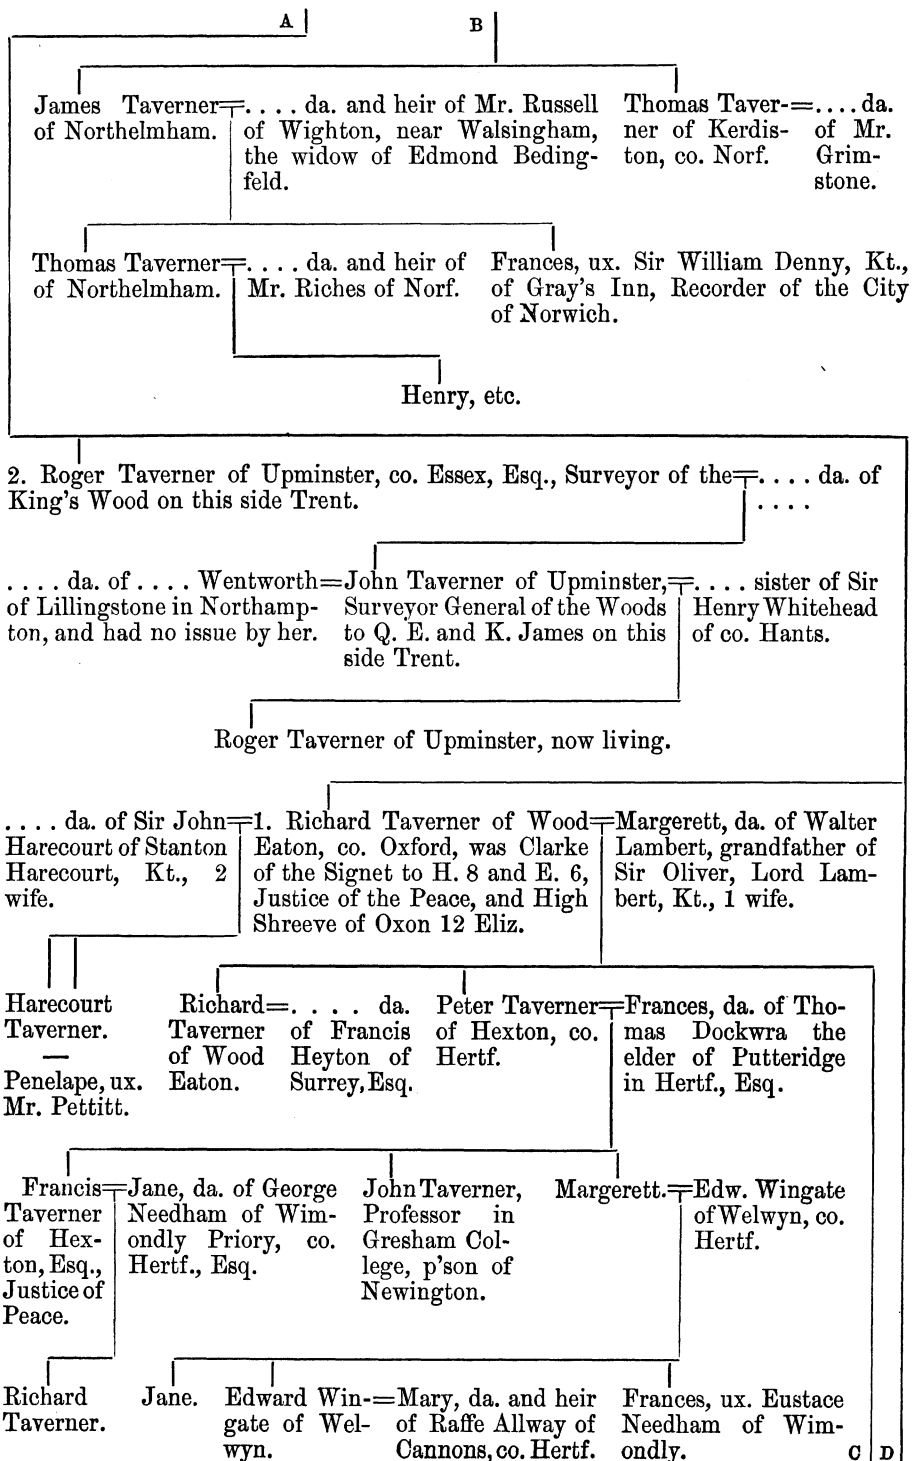 A B
James Taverner=. . . . da. and heir of Mr. Russell
of Northelmham. of Wighton, near Walsingham,
the widow of Edmond Beding-
feld.
Thomas Taver-=. . . . da.
ner of Kerdis- of Mr.
ton, co. Norf. Grim-
stone.
Thomas Taverner=. . . . da. and heir of
of Northelmham. Mr. Riches of Norf.
Frances, ux. Sir William Denny, Kt.,
of Gray's Inn, Recorder of the City
of Norwich.
Henry, etc.
2. Roger Taverner of Upminster, co. Essex, Esq., Surveyor of the=. . . . da. of
King's Wood on this side Trent. . . . .
. . . . da. of . . . . Wentworth=
of Lillingstone in Northamp-
ton, and had no issue by her.
John Taverner of Upminster,=
Surveyor General of the Woods
to Q. E. and K. James on this
side Trent.
. . . . sister of Sir
Henry Whitehead
of co. Hants.
Roger Taverner of Upminster, now living.
. . . . da. of Sir John=
Harecourt of Stanton
Harecourt, Kt., 2
wife.
1. Richard Taverner of Wood=
Eaton, co. Oxford, was Clarke
of the Signet to H. 8 and E. 6,
Justice of the Peace, and High
Shreeve of Oxon 12 Eliz.
Margerett, da. of Walter
Lambert, grandfather of
Sir Oliver, Lord Lam-
bert, Kt., 1 wife.
Harecourt
Taverner.
—
Penelape, ux.
Mr. Pettitt.
Richard=
Taverner
of Wood
Eaton.
. . . . da.
of Francis
Heyton of
Surrey, Esq.
Peter Taverner=
of Hexton, co.
Hertf.
Frances, da. of Tho-
mas Dockwra the
elder of Putteridge
in Hertf., Esq.
Francis=
Taverner
of Hex-
ton, Esq.,
Justice of
Peace.
Jane, da. of George
Needham of Wim-
ondly Priory, co.
Hertf., Esq.
John Taverner,
Professor in
Gresham Col-
lege, p'son of
Newington.
Margerett.=
Edw. Wingate
of Welwyn, co.
Hertf.
Richard
Taverner.
Jane.
Edward Win-=
gate of Wel-
wyn.
Mary, da. and heir
of Raffe Allway of
Cannons, co. Hertf.
Frances, ux. Eustace
Needham of Wim-
ondly.
C D